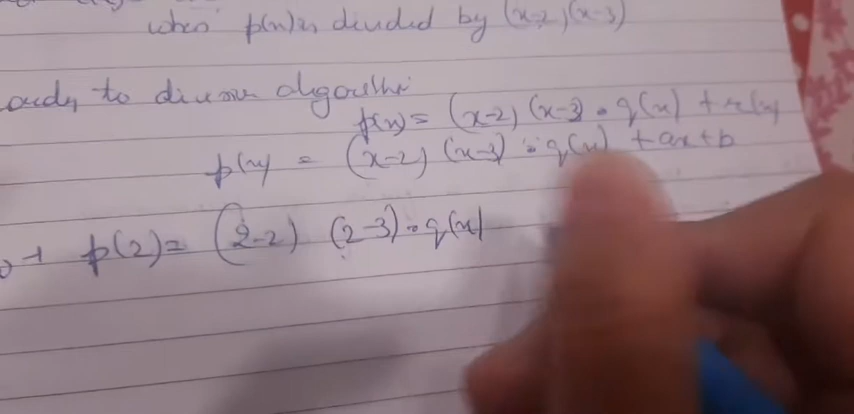 when p(x) is divided by (x-2)(x-3)
to division algorithm
p(x) = (x-2) (x-3) • q(x) + r(x)
p(x) = (x-2) (x-3) • q(x) + ax+b
p(2) = (2-2) (2-3) • q(x)